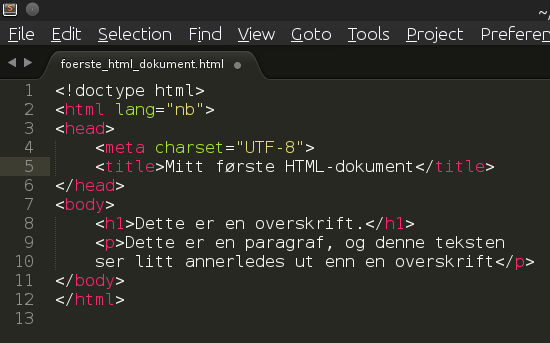 ~/
File Edit Selection Find View Goto Tools Project Preferen
foerste_html_dokument.html
1 <!doctype html>
2 <html lang="nb">
3 <head>
4 <meta charset="UTF-8">
5 <title>Mitt første HTML-dokument</title>
6 </head>
7 <body>
8 <h1>Dette er en overskrift.</h1>
9 <p>Dette er en paragraf, og denne teksten
10 ser litt annerledes ut enn en overskrift</p>
11 </body>
12 </html>
13